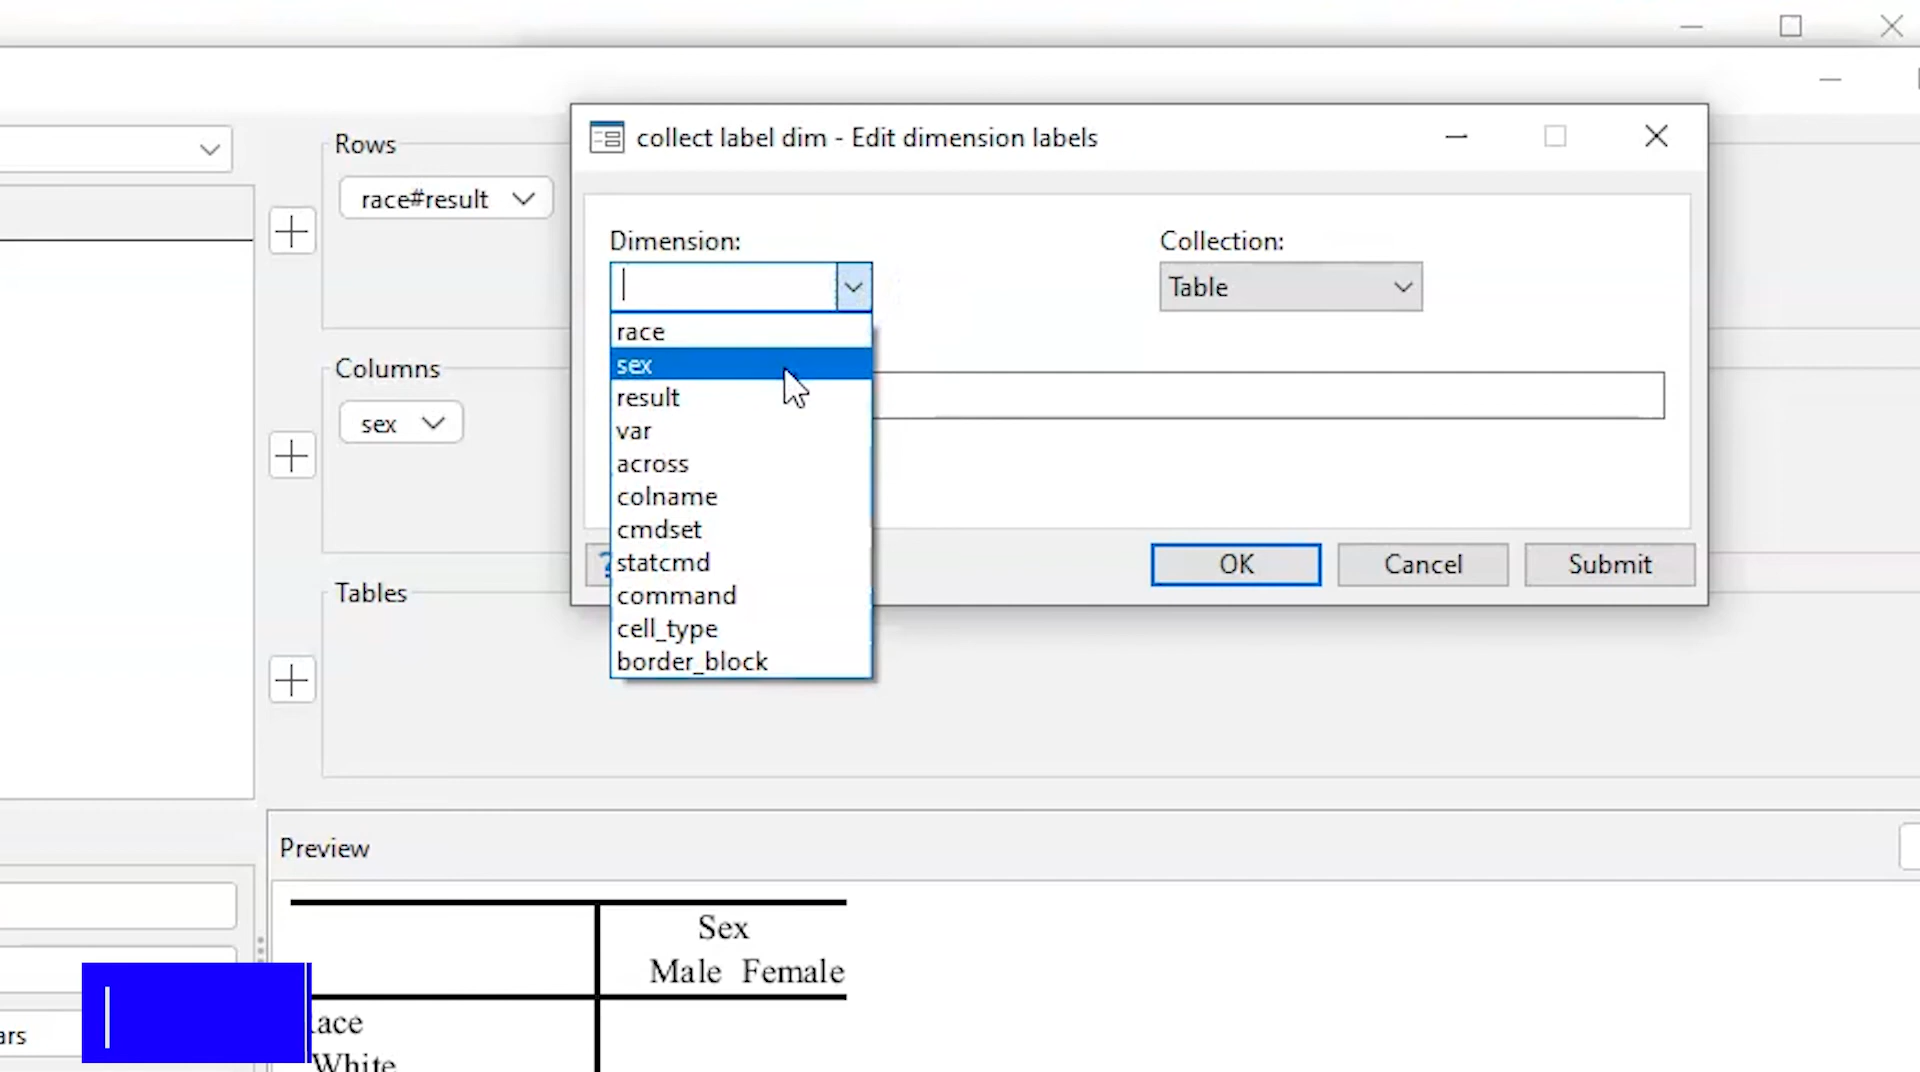 collect label dim - Edit dimension labels
Rows
race#result
Dimension:
Collection:
Table
race
sex
result
var
across
colname
cmdset
statcmd
command
cell_type
border_block
Columns
sex
OK
Cancel
Submit
?
Tables
Preview
Sex
Male Female
ace
White
ars